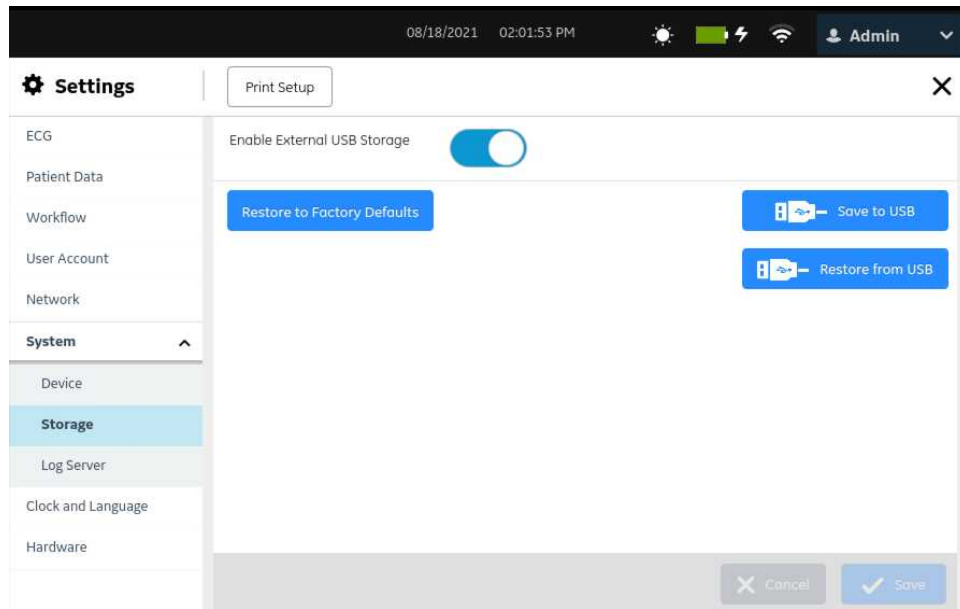 08/18/2021 02:01:53 PM Admin
Settings
Print Setup
ECG
Patient Data
Workflow
User Account
Network
System
Device
Storage
Log Server
Clock and Language
Hardware
Enable External USB Storage
Restore to Factory Defaults
Save to USB
Restore from USB
Cancel
Save